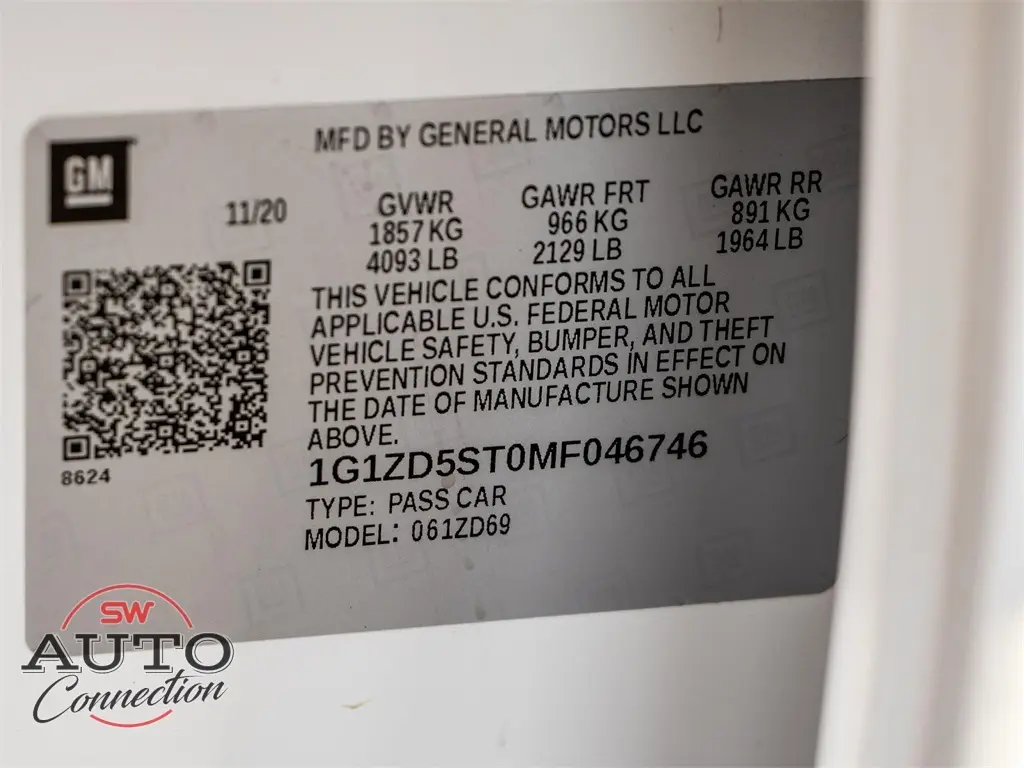 MFD BY GENERAL MOTORS LLC
GM
11/20
GVWR
1857 KG
4093 LB
GAWR FRT
966 KG
2129 LB
GAWR RR
891 KG
1964 LB
THIS VEHICLE CONFORMS TO ALL
APPLICABLE U.S. FEDERAL MOTOR
VEHICLE SAFETY, BUMPER, AND THEFT
PREVENTION STANDARDS IN EFFECT ON
THE DATE OF MANUFACTURE SHOWN
ABOVE.
8624
1G1ZD5ST0MF046746
TYPE: PASS CAR
MODEL: 061ZD69
SW
AUTO
Connection